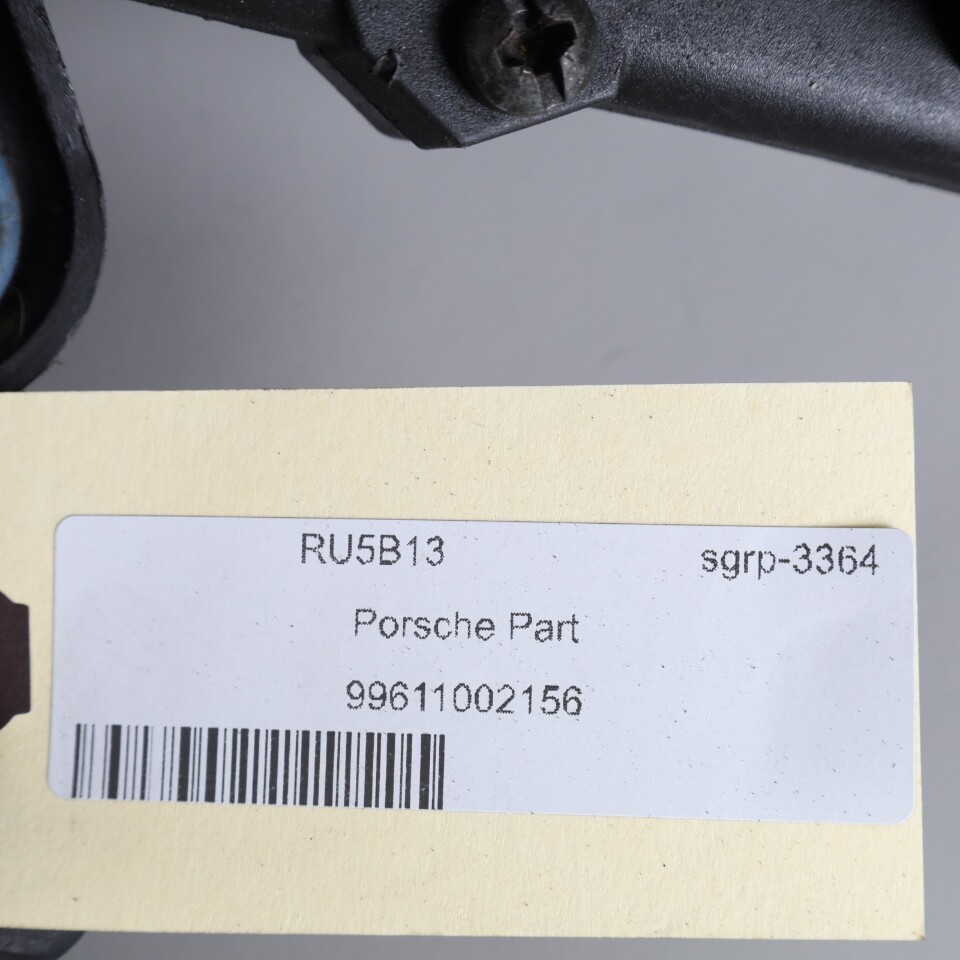 RU5B13 sgrp-3364
Porsche Part
99611002156